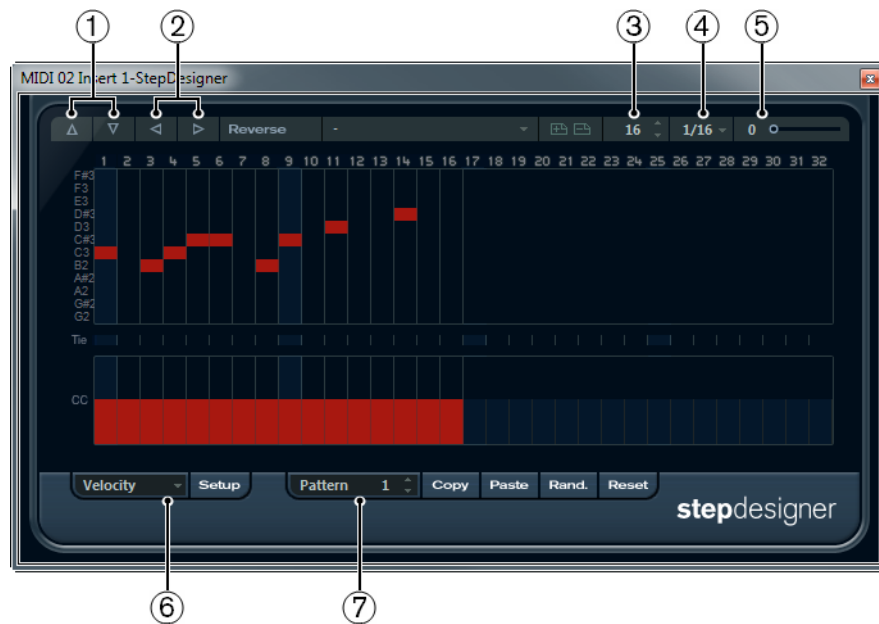 ① ② ③ ④ ⑤
MIDI 02 Insert 1-StepDesigner
Reverse - 16 1/16 0
1 2 3 4 5 6 7 8 9 10 11 12 13 14 15 16 17 18 19 20 21 22 23 24 25 26 27 28 29 30 31 32
F#3
F3
E3
D#3
D3
C#3
C3
B2
A#2
A2
G#2
G2
Tie
CC
Velocity Setup Pattern 1 Copy Paste Rand. Reset
stepdesigner
⑥ ⑦